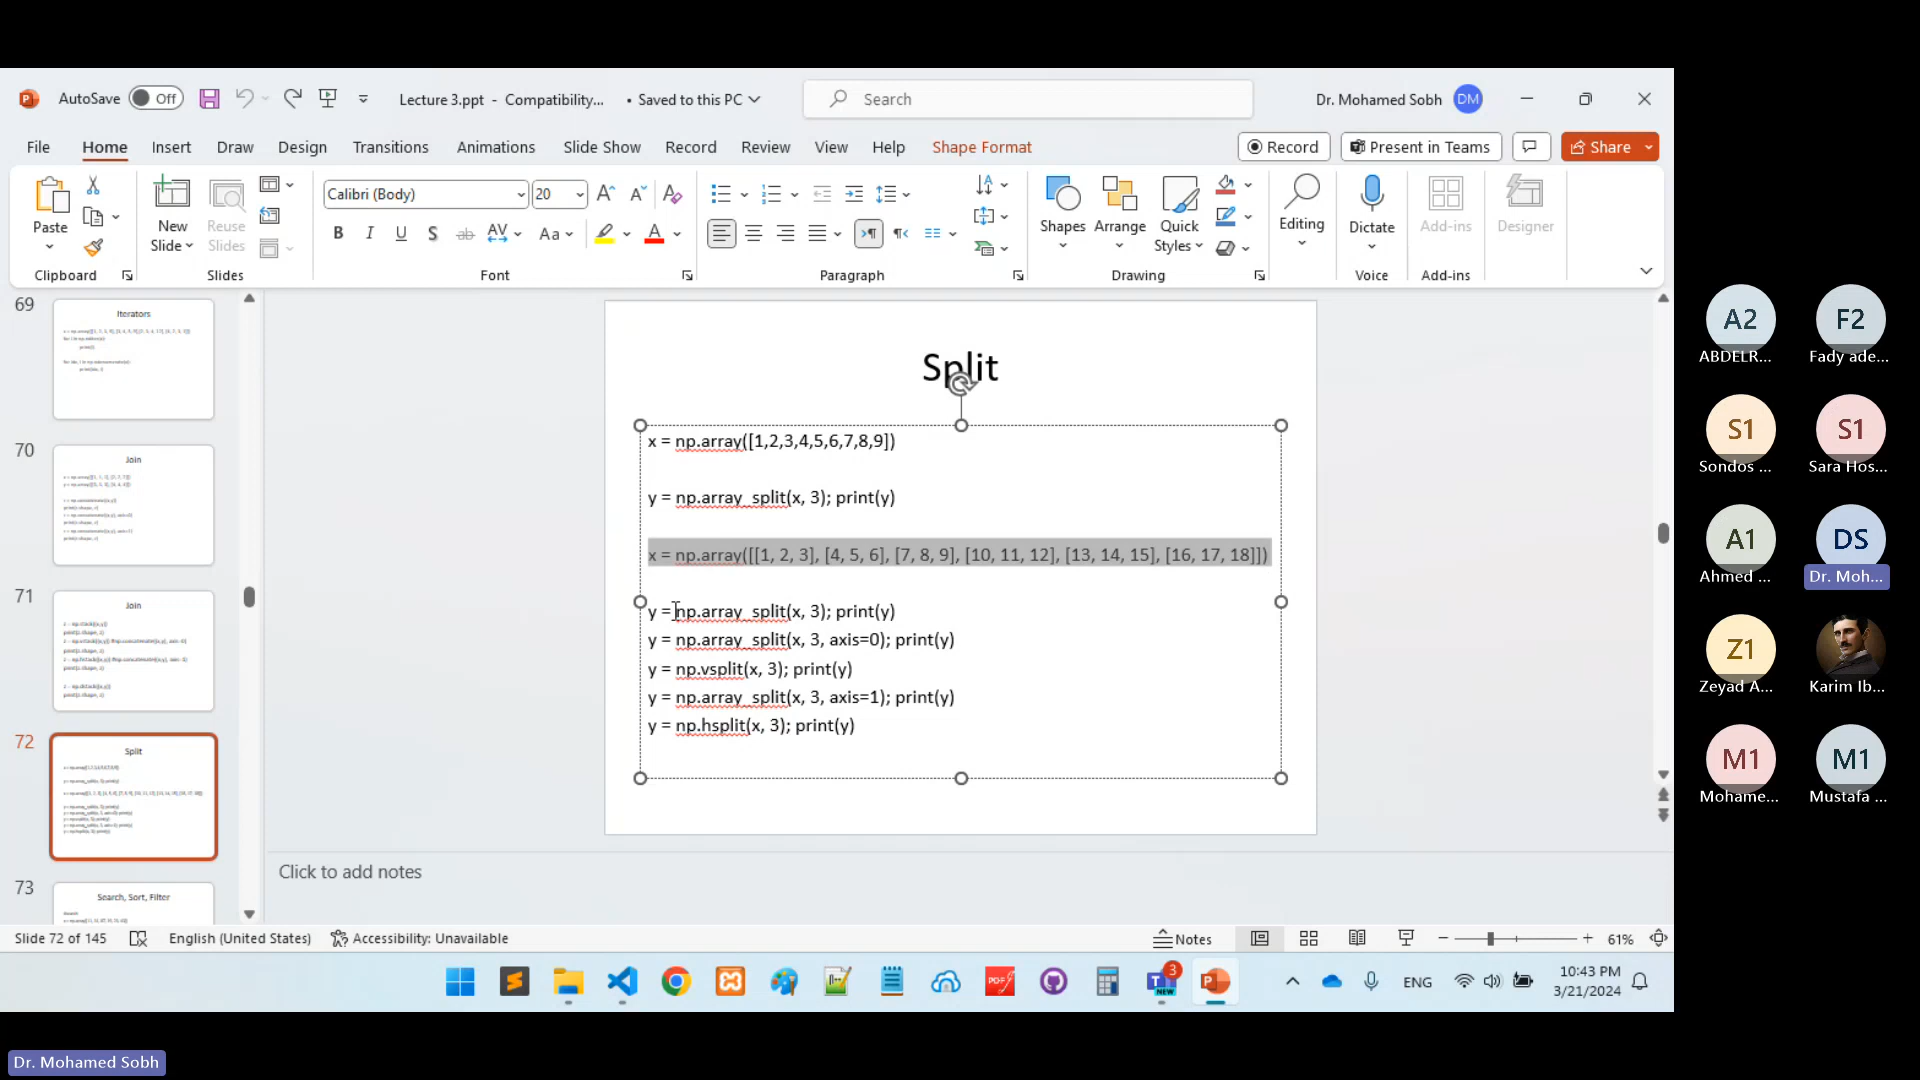 AutoSave Off Lecture 3.ppt - Compatibility... • Saved to this PC Search Dr. Mohamed Sobh DM
File Home Insert Draw Design Transitions Animations Slide Show Record Review View Help Shape Format Record Present in Teams Share
Calibri (Body) 20
Paste New Slide Reuse Slides Shapes Arrange Quick Styles Editing Dictate Add-ins Designer
Clipboard Slides Font Paragraph Drawing Voice Add-ins
69
Iterators
70
Join
71
Join
72
Split
73
Search, Sort, Filter
Split
x = np.array([1,2,3,4,5,6,7,8,9])
y = np.array_split(x, 3); print(y)
x = np.array([[1, 2, 3], [4, 5, 6], [7, 8, 9], [10, 11, 12], [13, 14, 15], [16, 17, 18]])
y = np.array_split(x, 3); print(y)
y = np.array_split(x, 3, axis=0); print(y)
y = np.vsplit(x, 3); print(y)
y = np.array_split(x, 3, axis=1); print(y)
y = np.hsplit(x, 3); print(y)
Click to add notes
Slide 72 of 145 English (United States) Accessibility: Unavailable Notes 61%
3 NEW ENG 10:43 PM
3/21/2024
A2 F2
ABDELR... Fady ade...
S1 S1
Sondos ... Sara Hos...
A1 DS
Ahmed ... Dr. Moh...
Z1
Zeyad A... Karim Ib...
M1 M1
Mohame... Mustafa ...
Dr. Mohamed Sobh